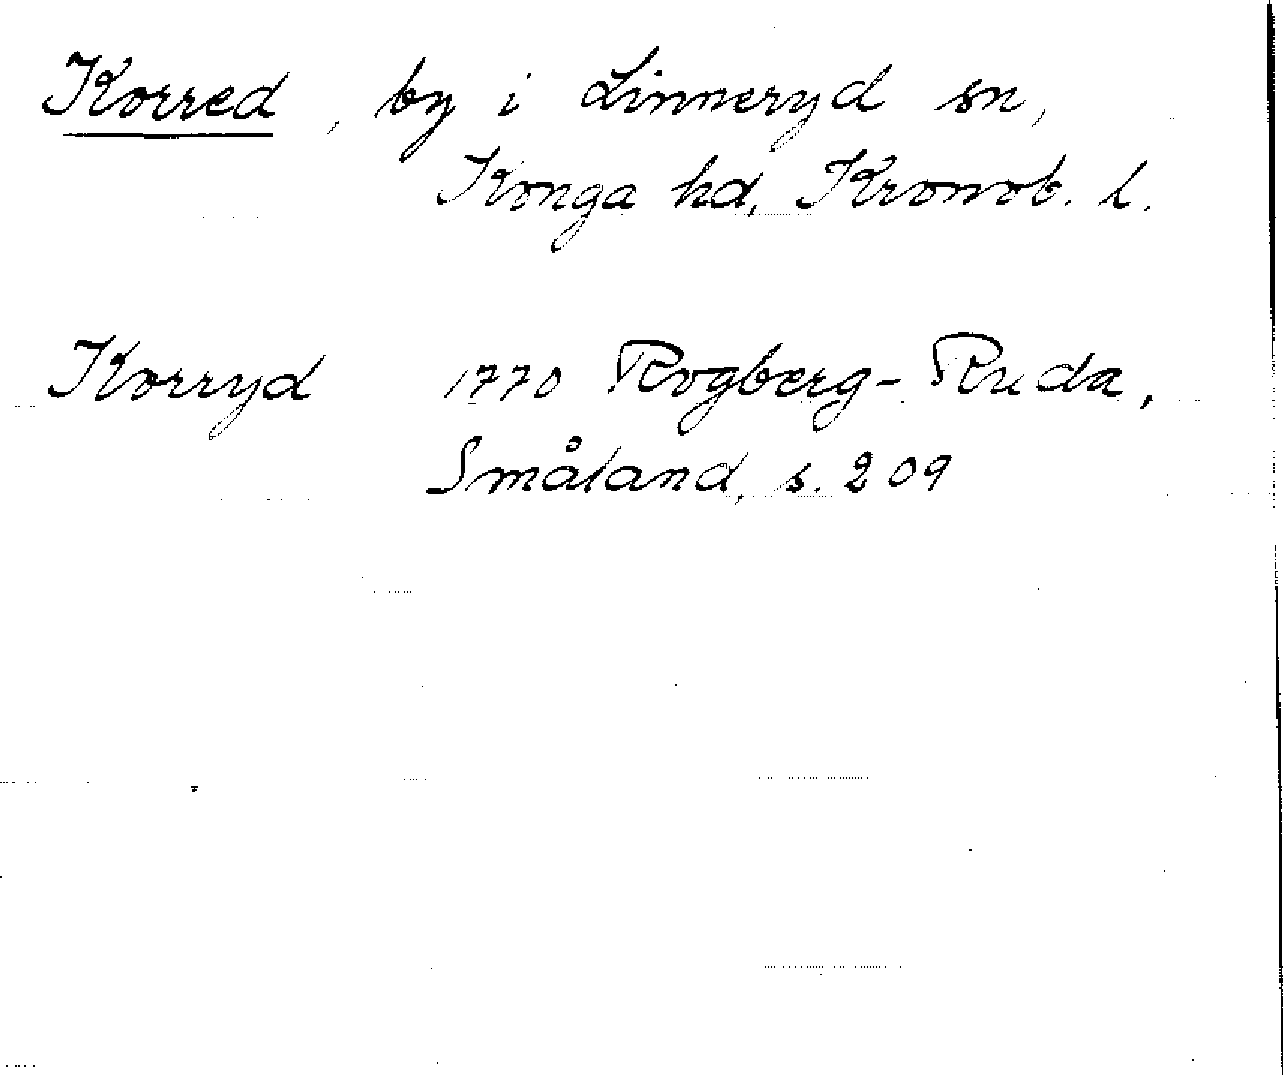 Korred, by i Linneryd sn,
Konga hd, Kronob. l.
Korryd 1770 Rogberg-Ruda,
Småland, s. 209